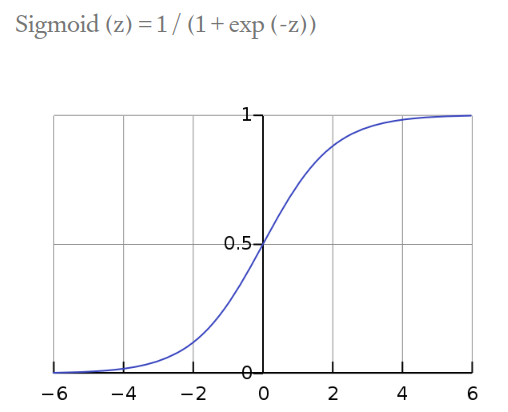 Sigmoid (z) = 1 / (1 + exp (-z))
1
0.5
0
−6 −4 −2 0 2 4 6